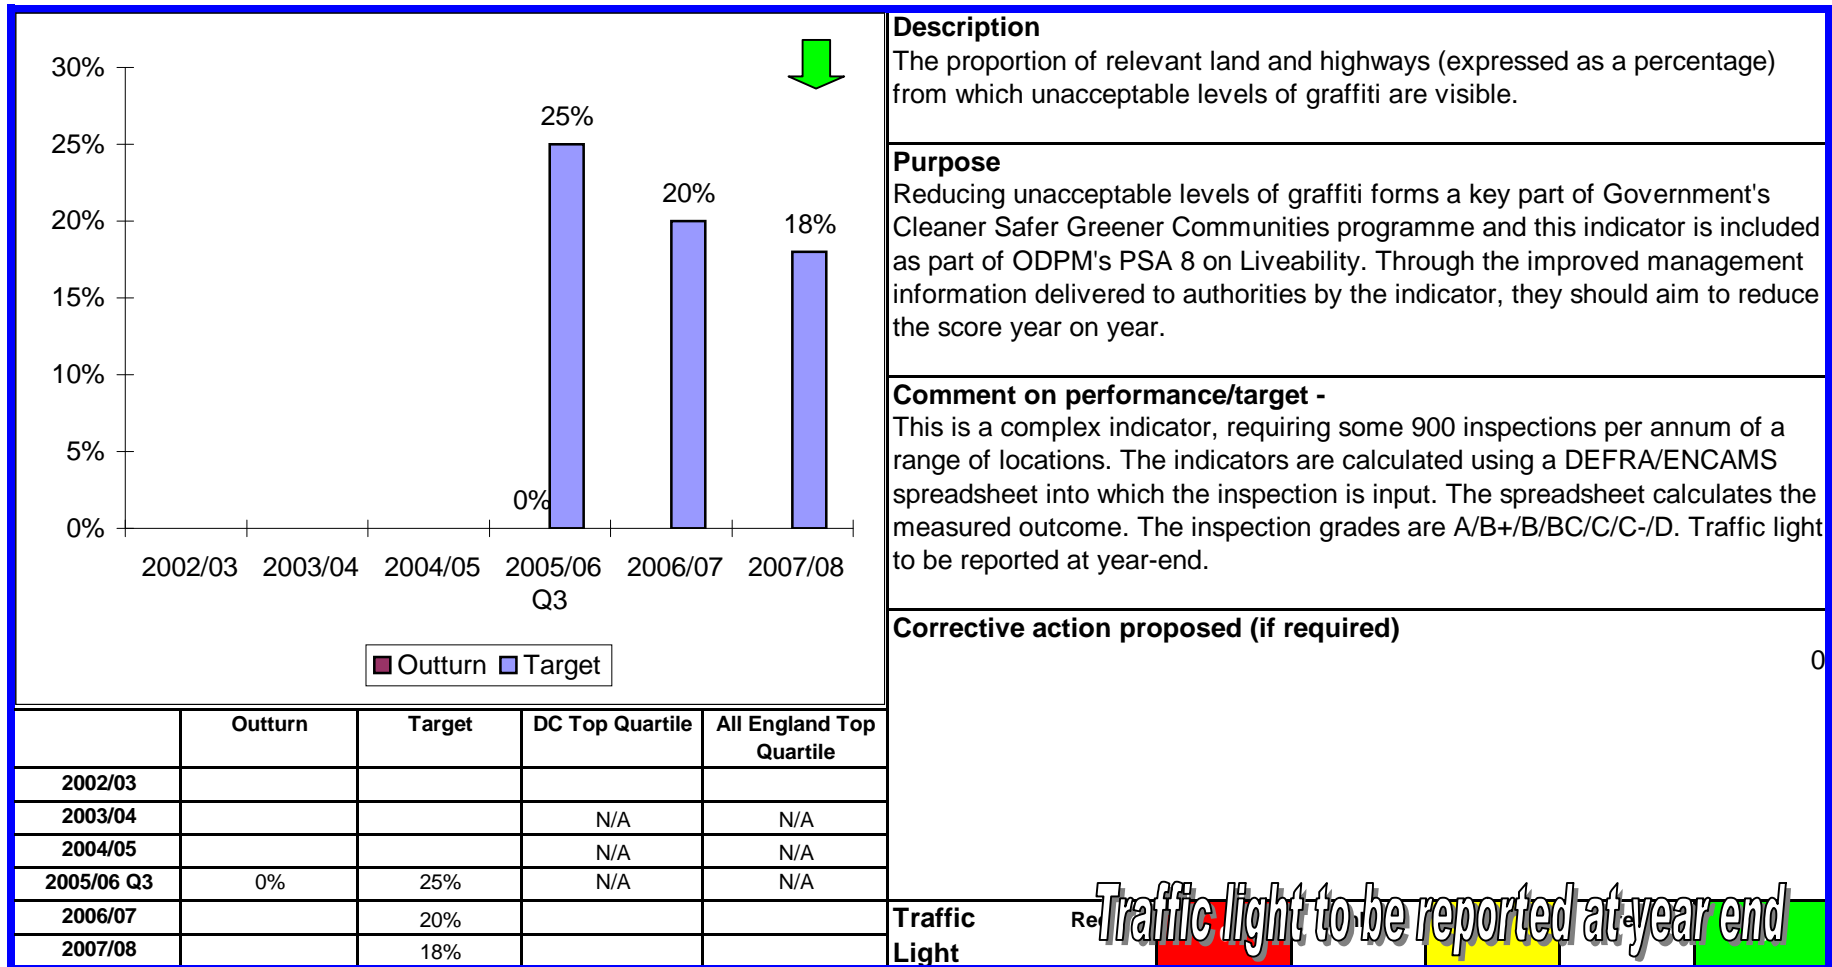 30%
25%
20%
15%
10%
5%
0%
25%
20%
18%
0%
2002/03 2003/04 2004/05 2005/06 2006/07 2007/08
Q3
Outturn Target
Description
The proportion of relevant land and highways (expressed as a percentage)
from which unacceptable levels of graffiti are visible.
Purpose
Reducing unacceptable levels of graffiti forms a key part of Government's
Cleaner Safer Greener Communities programme and this indicator is included
as part of ODPM's PSA 8 on Liveability. Through the improved management
information delivered to authorities by the indicator, they should aim to reduce
the score year on year.
Comment on performance/target -
This is a complex indicator, requiring some 900 inspections per annum of a
range of locations. The indicators are calculated using a DEFRA/ENCAMS
spreadsheet into which the inspection is input. The spreadsheet calculates the
measured outcome. The inspection grades are A/B+/B/BC/C/C-/D. Traffic light
to be reported at year-end.
Corrective action proposed (if required)
0
Outturn Target DC Top Quartile All England Top
Quartile
2002/03
2003/04 N/A N/A
2004/05 N/A N/A
2005/06 Q3 0% 25% N/A N/A
2006/07 20%
2007/08 18%
Traffic
Light
Traffic light to be reported at year end